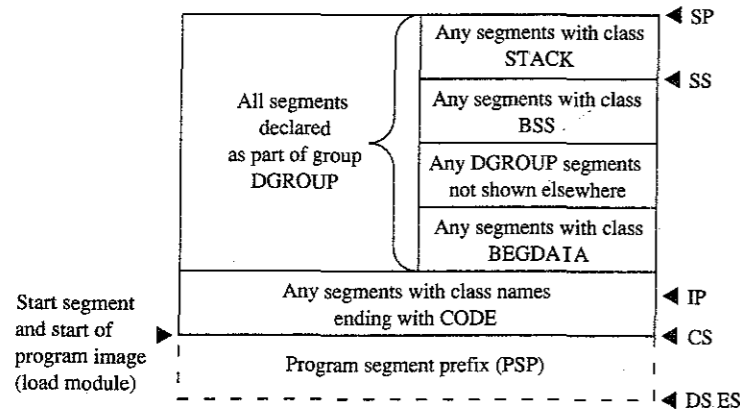 SP
Any segments with class
STACK
SS
All segments
declared
as part of group
DGROUP
Any segments with class
BSS
Any DGROUP segments
not shown elsewhere
Any segments with class
BEGDATA
Start segment
and start of
program image
(load module)
Any segments with class names
ending with CODE
IP
CS
Program segment prefix (PSP)
DS ES